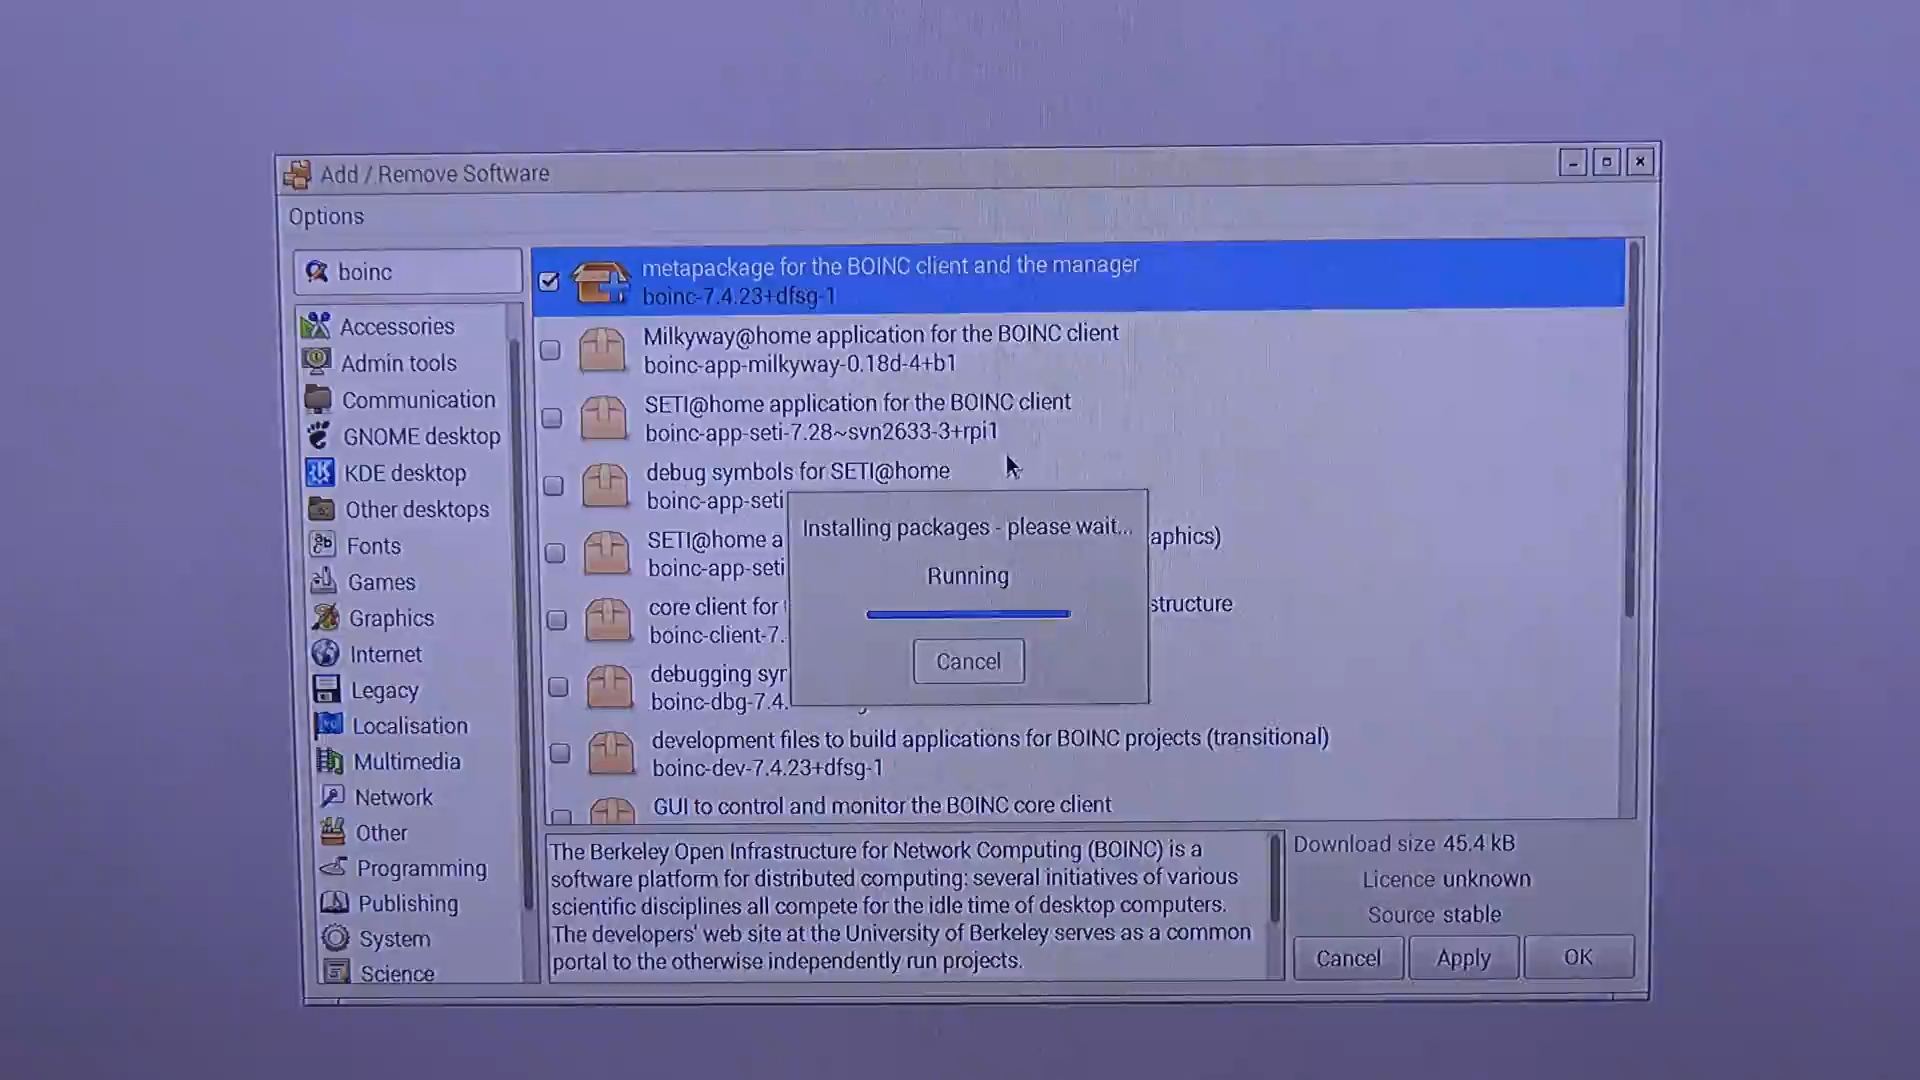 Add / Remove Software
Options
boinc
Accessories
Admin tools
Communication
GNOME desktop
KDE desktop
Other desktops
Fonts
Games
Graphics
Internet
Legacy
Localisation
Multimedia
Network
Other
Programming
Publishing
System
Science
metapackage for the BOINC client and the manager
boinc-7.4.23+dfsg-1
Milkyway@home application for the BOINC client
boinc-app-milkyway-0.18d-4+b1
SETI@home application for the BOINC client
boinc-app-seti-7.28~svn2633-3+rpi1
debug symbols for SETI@home
boinc-app-seti
SETI@home a aphics)
boinc-app-seti
core client for structure
boinc-client-7.
debugging syr
boinc-dbg-7.4.
development files to build applications for BOINC projects (transitional)
boinc-dev-7.4.23+dfsg-1
GUI to control and monitor the BOINC core client
Installing packages - please wait...
Running
Cancel
The Berkeley Open Infrastructure for Network Computing (BOINC) is a
software platform for distributed computing: several initiatives of various
scientific disciplines all compete for the idle time of desktop computers.
The developers' web site at the University of Berkeley serves as a common
portal to the otherwise independently run projects.
Download size 45.4 kB
Licence unknown
Source stable
Cancel
Apply
OK